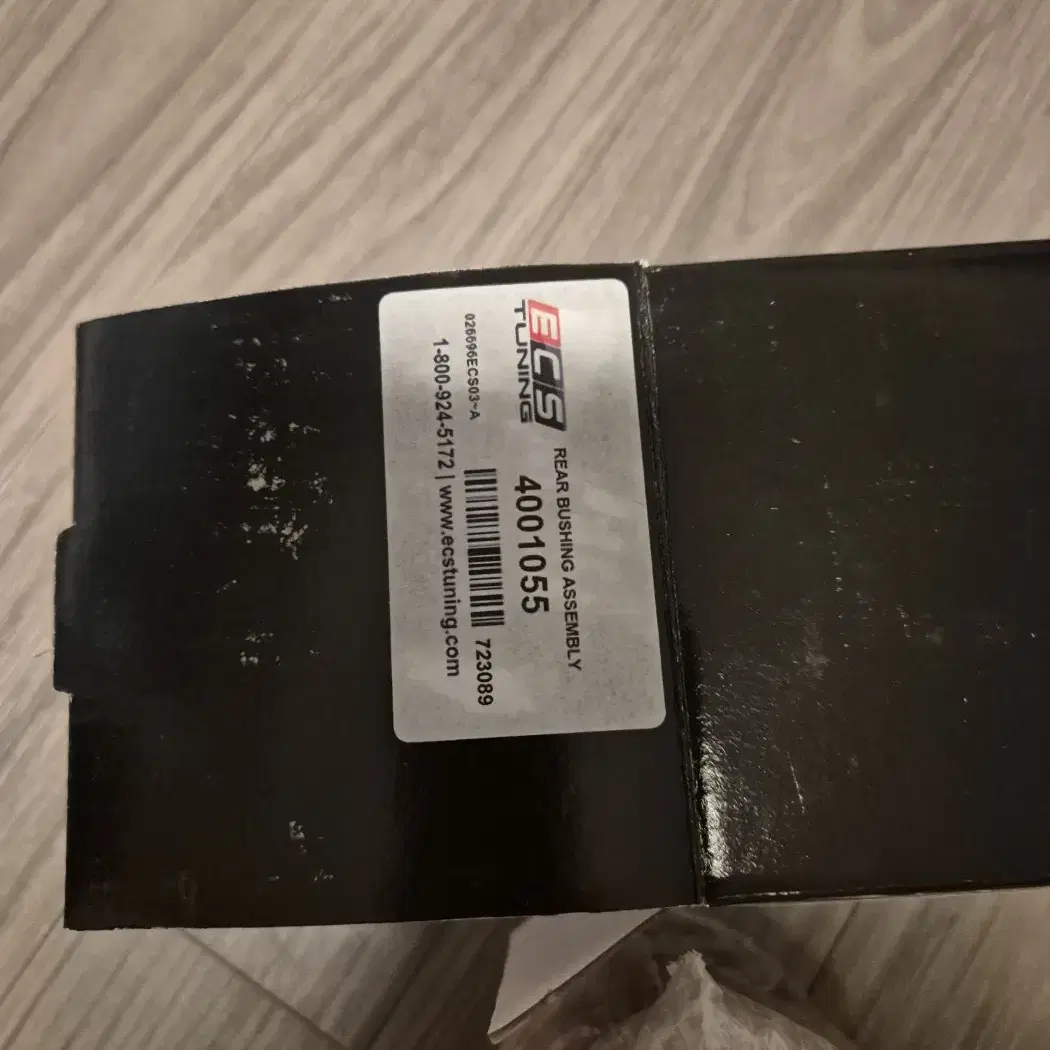 ECS
TUNING
REAR BUSHING ASSEMBLY
4001055
026696ECS03~A
723089
1-800-924-5172 | www.ecstuning.com